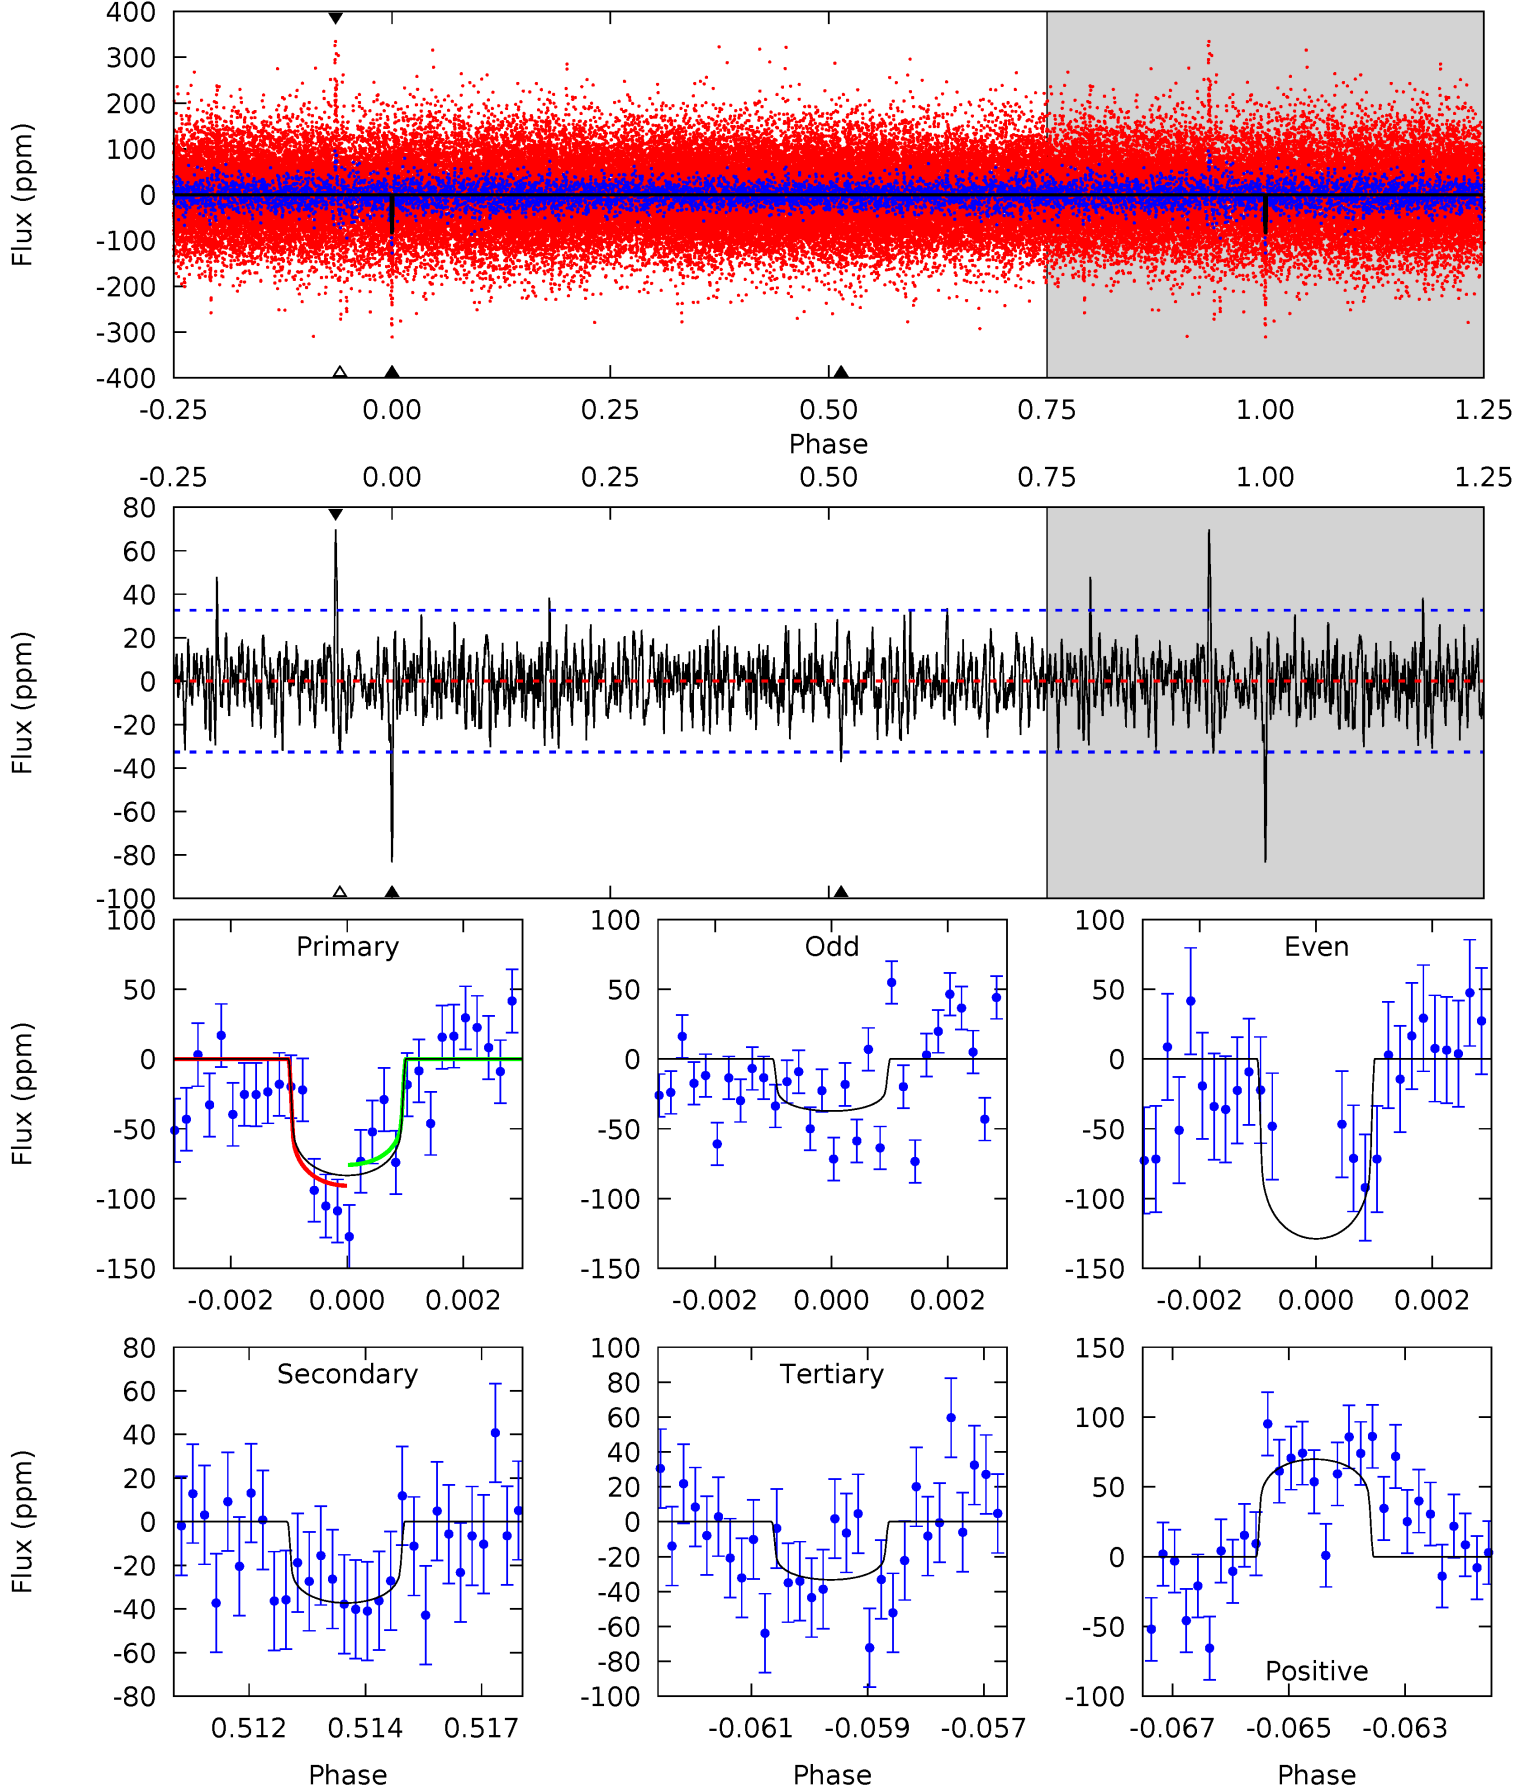 400
300
200
100
0
-100
-200
-300
-400
Flux (ppm)
-0.25 0.00 0.25 0.50 0.75 1.00 1.25
Phase
-0.25 0.00 0.25 0.50 0.75 1.00 1.25
80
60
40
20
0
-20
-40
-60
-80
-100
Flux (ppm)
Primary Odd Even
100 100 100
50 50 50
0 0 0
-50 -50 -50
-100 -100 -100
-150 -150 -150
Flux (ppm)
-0.002 0.000 0.002 -0.002 0.000 0.002 -0.002 0.000 0.002
Secondary Tertiary Positive
80 100 150
60 80 100
40 60 50
20 40 0
0 20 -50
-20 0 -100
-40 -20
-60 -40
-80 -60
-80
-100
Flux (ppm)
0.512 0.514 0.517 -0.061 -0.059 -0.057 -0.067 -0.065 -0.063
Phase Phase Phase